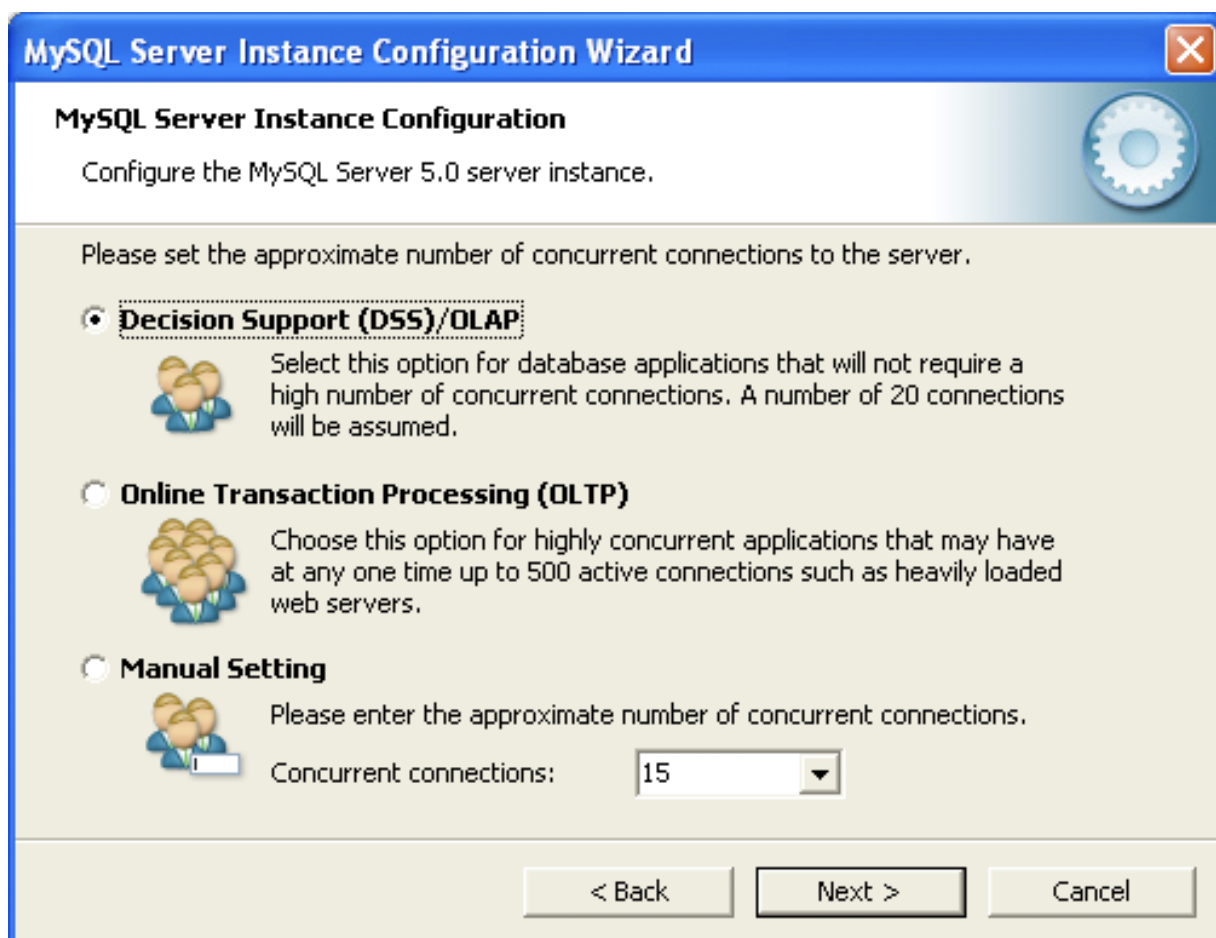 MySQL Server Instance Configuration Wizard
MySQL Server Instance Configuration
Configure the MySQL Server 5.0 server instance.
Please set the approximate number of concurrent connections to the server.
Decision Support (DSS)/OLAP
Select this option for database applications that will not require a
high number of concurrent connections. A number of 20 connections
will be assumed.
Online Transaction Processing (OLTP)
Choose this option for highly concurrent applications that may have
at any one time up to 500 active connections such as heavily loaded
web servers.
Manual Setting
Please enter the approximate number of concurrent connections.
Concurrent connections: 15
< Back Next > Cancel